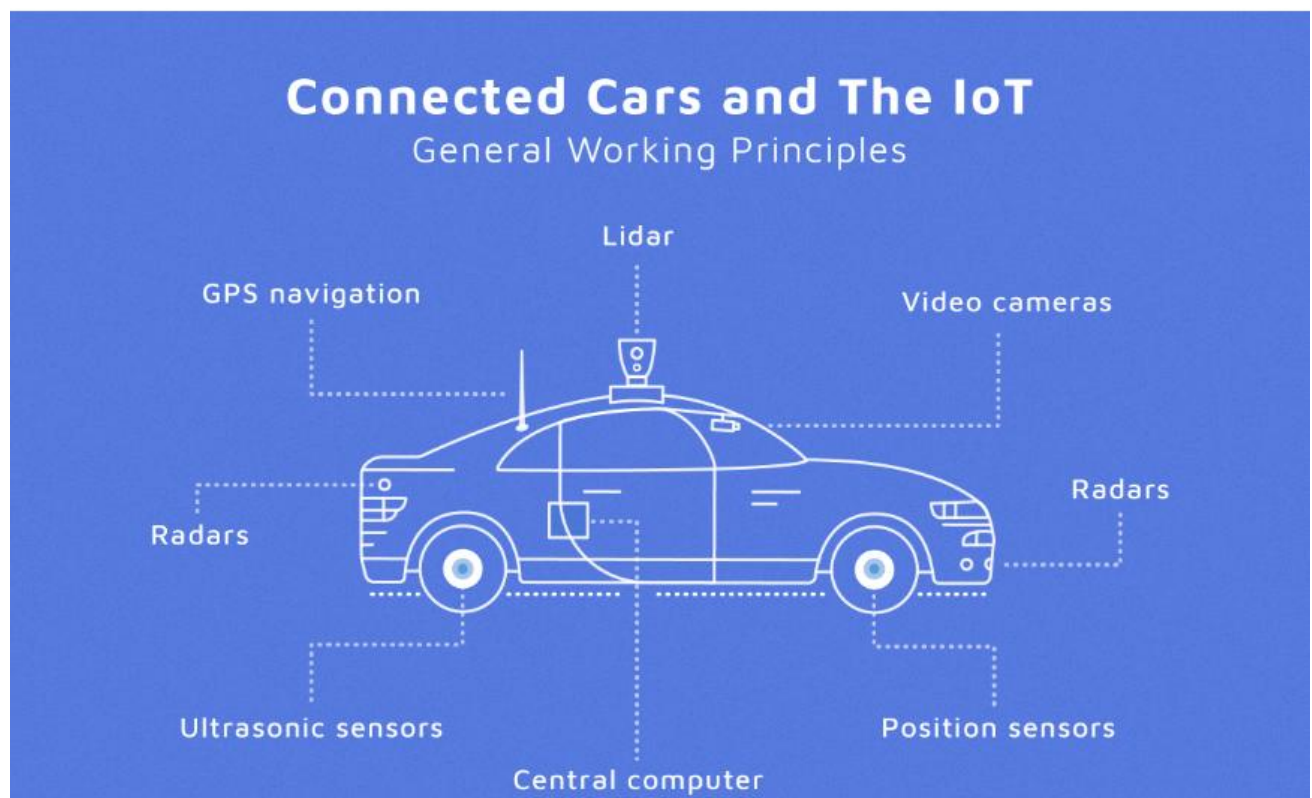 Connected Cars and The IoT
General Working Principles
Lidar
GPS navigation
Video cameras
Radars
Radars
Ultrasonic sensors
Position sensors
Central computer